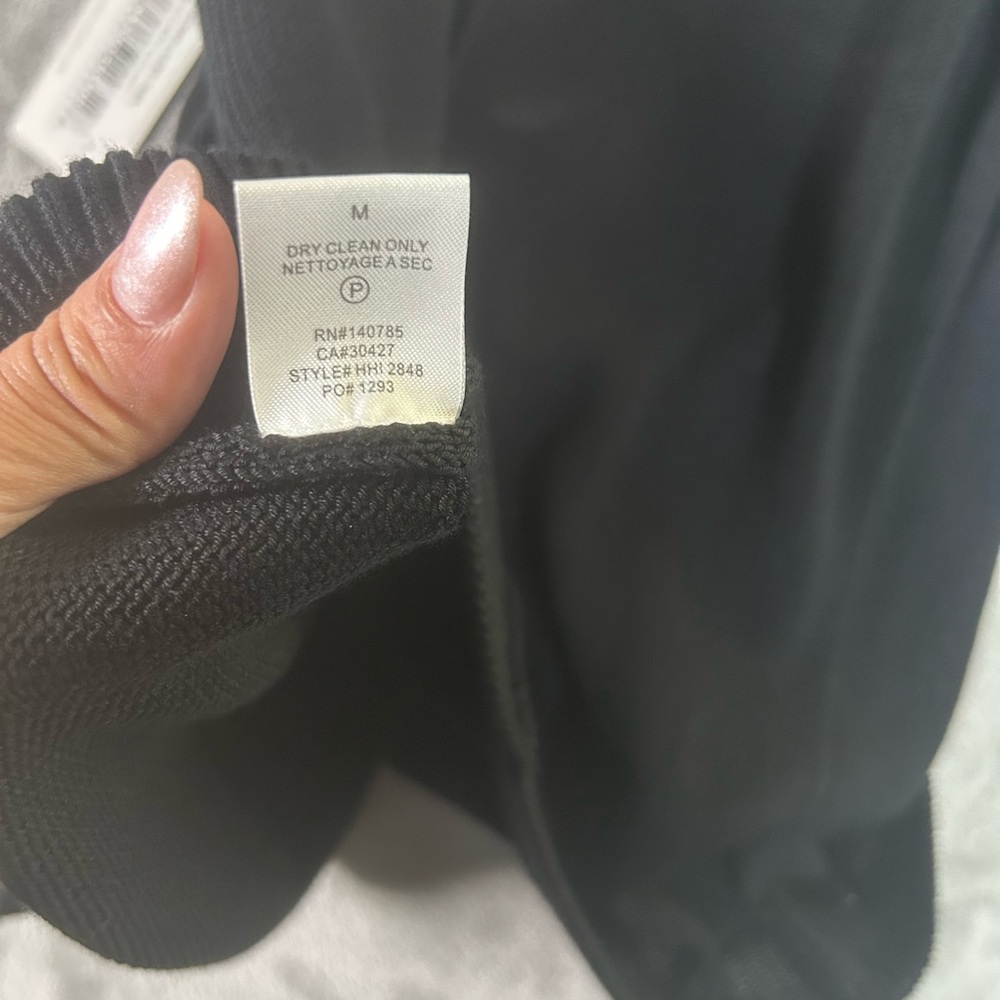 M
DRY CLEAN ONLY
NETTOYAGE A SEC
P
RN#140785
CA#30427
STYLE# HHI 2848
PO# 1293